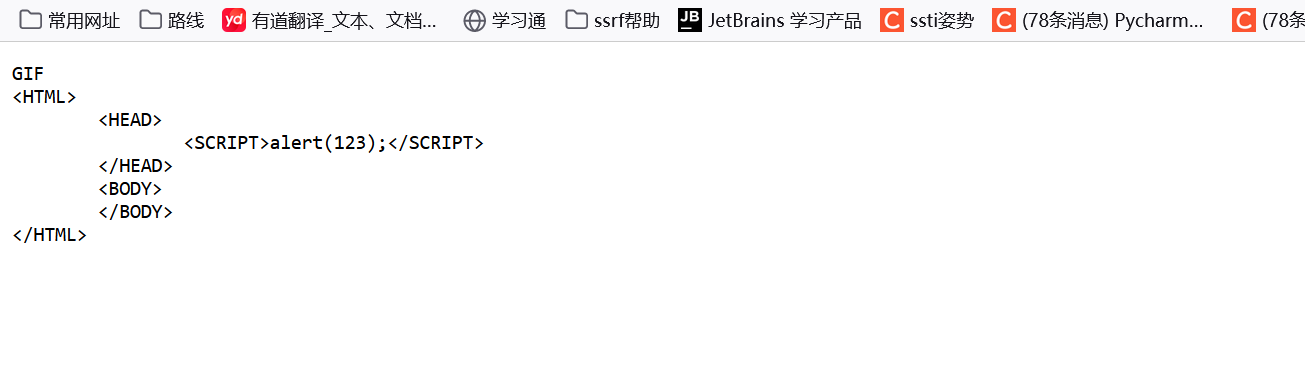 常用网址 路线 yd 有道翻译_文本、文档... 学习通 ssrf帮助 JB JetBrains 学习产品 C ssti姿势 C (78条消息) Pycharm... C (78条
GIF
<HTML>
<HEAD>
<SCRIPT>alert(123);</SCRIPT>
</HEAD>
<BODY>
</BODY>
</HTML>